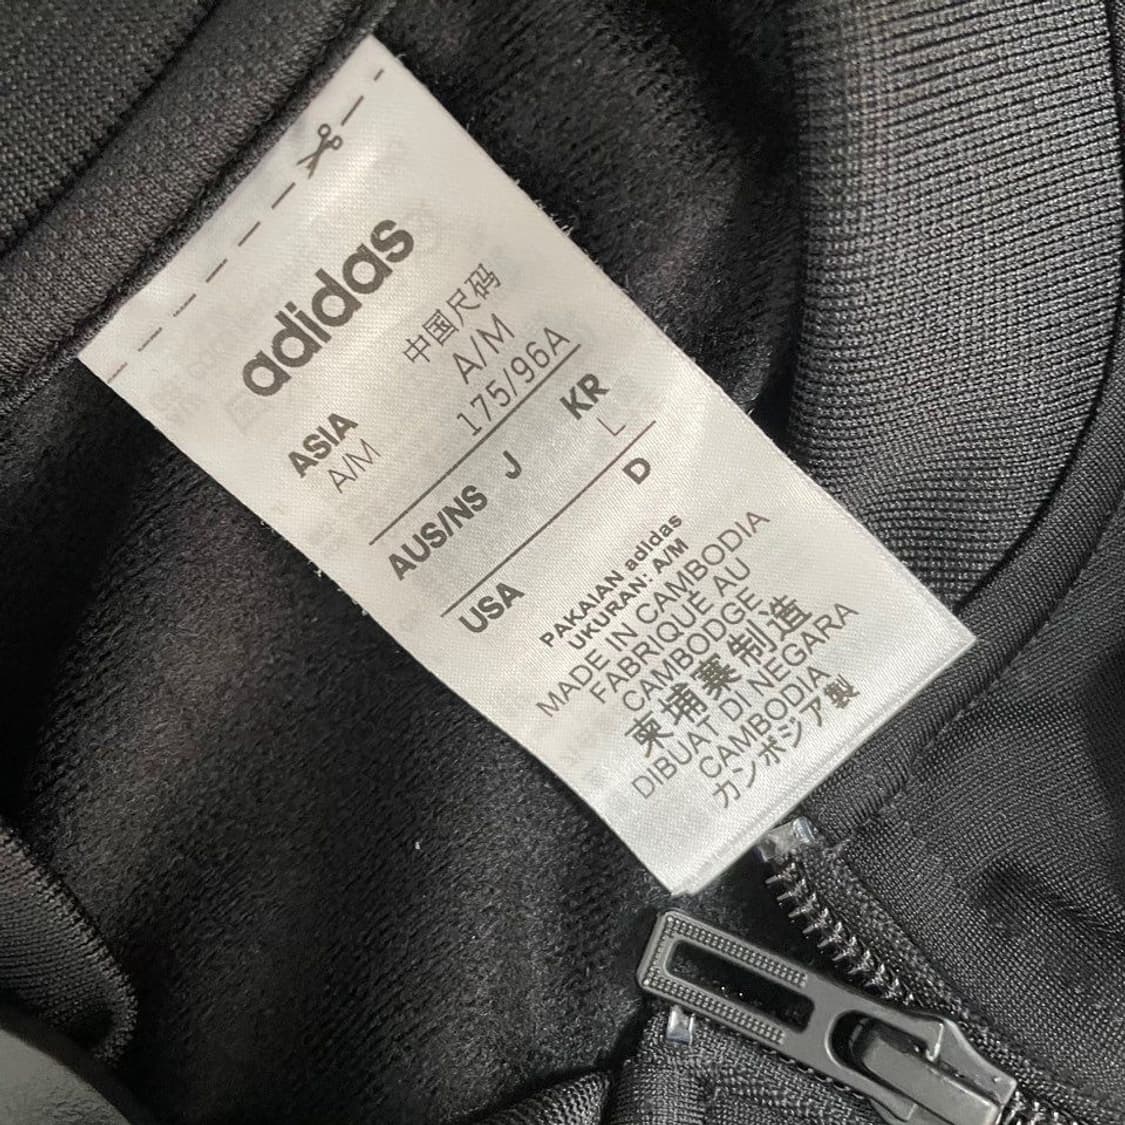 adidas
ASIA 中国尺码
A/M A/M
175/96A
AUS/NS J KR
L
USA D
PAKAIAN adidas
UKURAN: A/M
MADE IN CAMBODIA
FABRIQUÉ AU
CAMBODGE
柬埔寨制造
DIBUAT DI NEGARA
CAMBODIA
カンボジア製